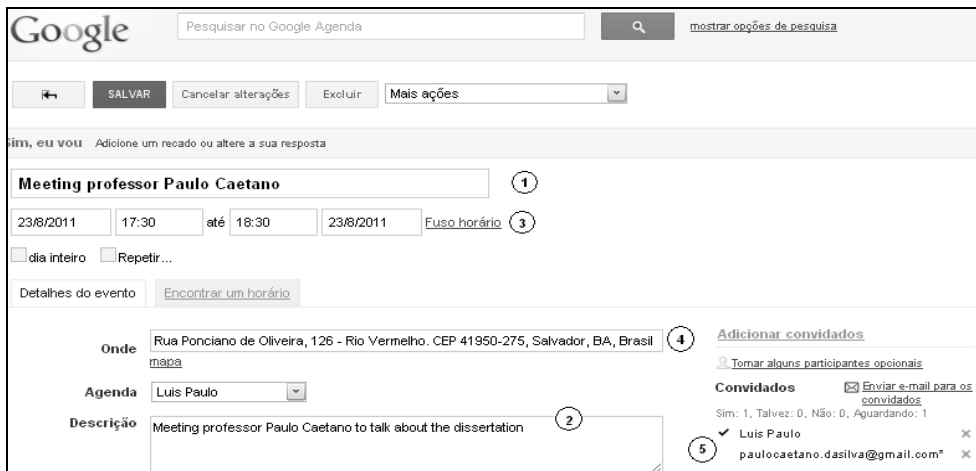 Google
Pesquisar no Google Agenda
mostrar opções de pesquisa
SALVAR Cancelar alterações Excluir Mais ações
Sim, eu vou Adicione um recado ou altere a sua resposta
Meeting professor Paulo Caetano 1
23/8/2011 17:30 até 18:30 23/8/2011 Fuso horário 3
dia inteiro Repetir...
Detalhes do evento Encontrar um horário
Onde Rua Ponciano de Oliveira, 126 - Rio Vermelho. CEP 41950-275, Salvador, BA, Brasil 4
mapa
Agenda Luis Paulo
Descrição Meeting professor Paulo Caetano to talk about the dissertation 2
Adicionar convidados
Tornar alguns participantes opcionais
Convidados Enviar e-mail para os
convidados
Sim: 1, Talvez: 0, Não: 0, Aguardando: 1
Luis Paulo x
5 paulocaetano.dasilva@gmail.com* x